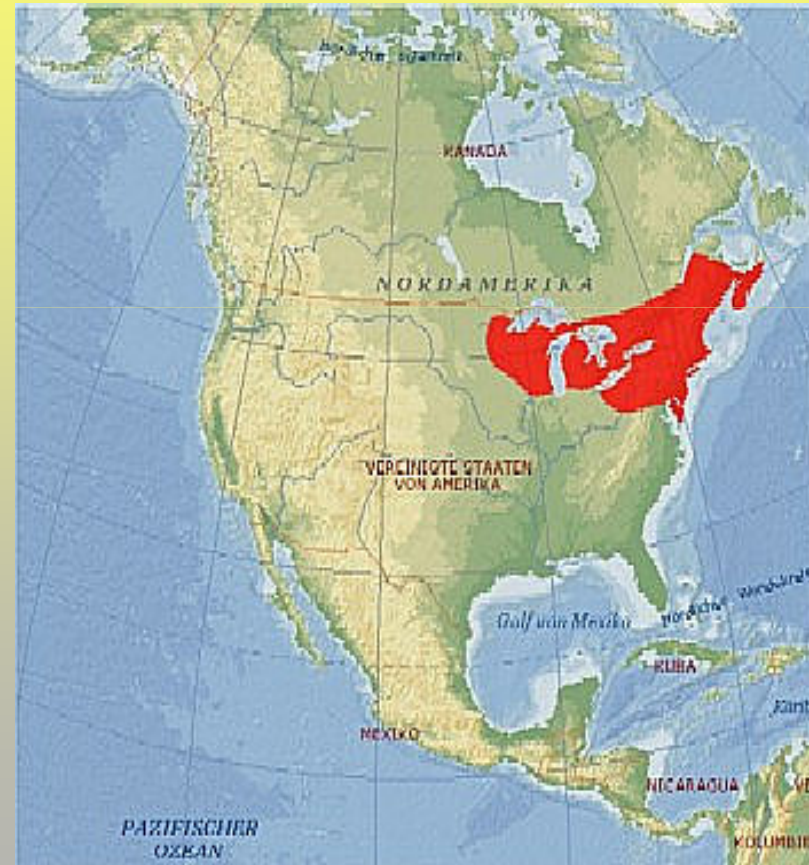 KANADA
NORDAMERIKA
VEREINIGTE STAATEN
VON AMERIKA
Golf von Mexiko
KUBA
MEXIKO
NICARAGUA
PAZIFISCHER
OZEAN